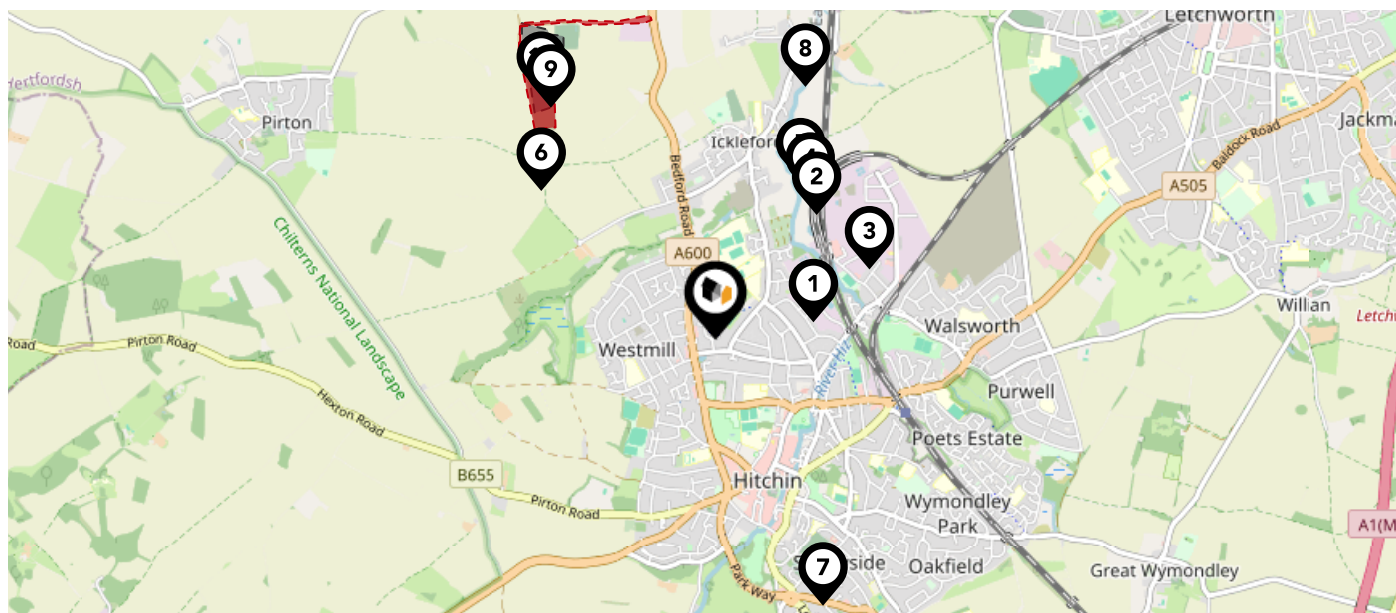 Letchworth
8
9
Hertfordsh
Pirton
Ickleford
6
2
Jackma
Baldock Road
A505
Bedford Road
3
Chilterns National Landscape
A600
1
Willian
Letch
Walsworth
Road
Pirton Road
Westmill
River Hiz
Purwell
Hexton Road
Poets Estate
B655
Hitchin
Pirton Road
Wymondley
Park
A1(M
7
side
Oakfield
Great Wymondley
Park Way